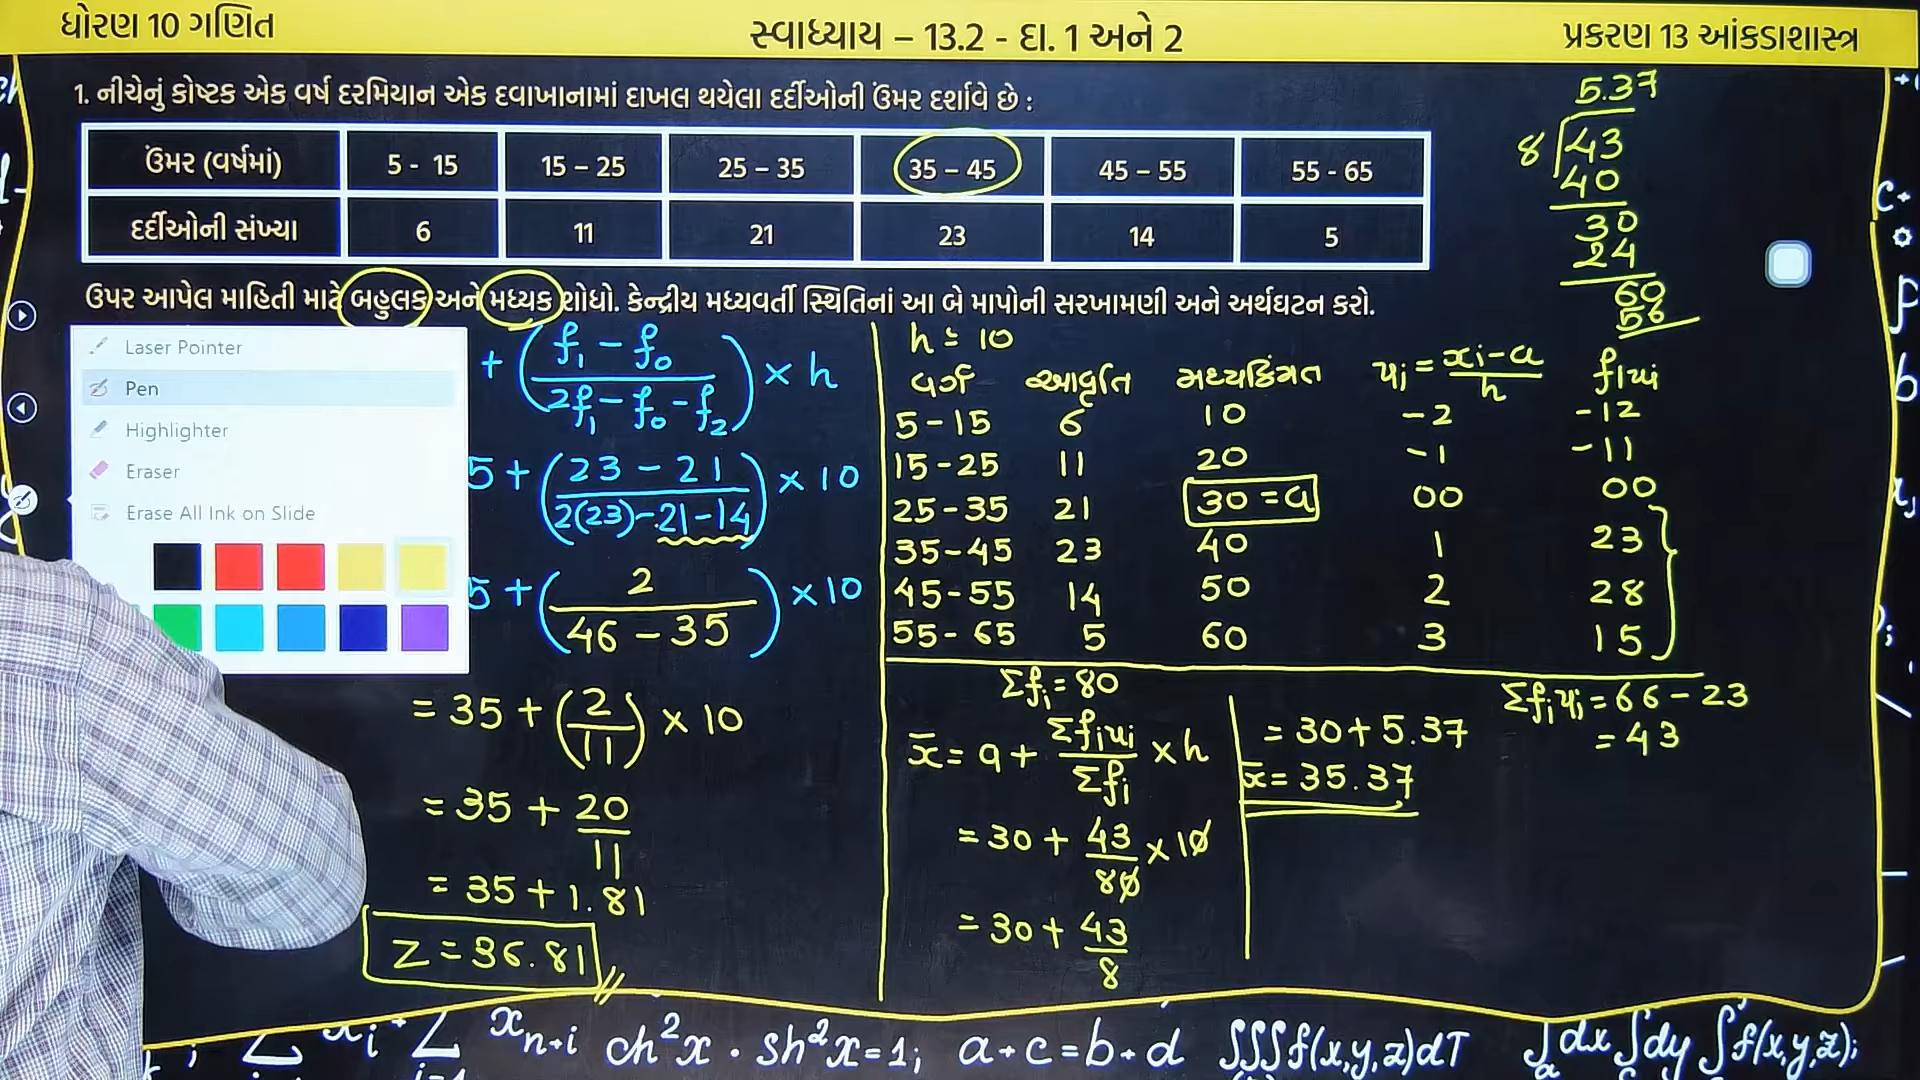 ધોરણ 10 ગણિત
સ્વાધ્યાય – 13.2 - દા. 1 અને 2
પ્રકરણ 13 આંકડાશાસ્ત્ર
1. નીચેનું કોષ્ટક એક વર્ષ દરમિયાન એક દવાખાનામાં દાખલ થયેલા દર્દીઓની ઉંમર દર્શાવે છે :
ઉંમર (વર્ષમાં) 5 - 15 15 – 25 25 – 35 35 – 45 45 – 55 55 - 65
દર્દીઓની સંખ્યા 6 11 21 23 14 5
ઉપર આપેલ માહિતી માટે બહુલક અને મધ્યક શોધો. કેન્દ્રીય મધ્યવર્તી સ્થિતિનાં આ બે માપોની સરખામણી અને અર્થઘટન કરો.
5.37
8 43
40
30
24
60
56
Laser Pointer
Pen
Highlighter
Eraser
Erase All Ink on Slide
+ (f₁ - f₀ / 2f₁ - f₀ - f₂) × h
5 + (23 - 21 / 2(23) - 21 - 14) × 10
5 + (2 / 46 - 35) × 10
= 35 + (2 / 11) × 10
= 35 + 20 / 11
= 35 + 1.81
Z = 36.81
h = 10
વર્ગ આવૃત્તિ મધ્યકિંમત uᵢ = xᵢ - a / h fᵢuᵢ
5 - 15 6 10 -2 -12
15 - 25 11 20 -1 -11
25 - 35 21 30 = a 00 00
35 - 45 23 40 1 23
45 - 55 14 50 2 28
55 - 65 5 60 3 15
Σfᵢ = 80
Σfᵢuᵢ = 66 - 23
= 43
x̄ = a + Σfᵢuᵢ / Σfᵢ × h
= 30 + 43 / 80 × 10
= 30 + 43 / 8
= 30 + 5.37
x̄ = 35.37
xₙ₊ᵢ ch²x · sh²x=1; a+c=b+d ∫∫∫f(x,y,z)dT ∫dx∫dy∫f(x,y,z);